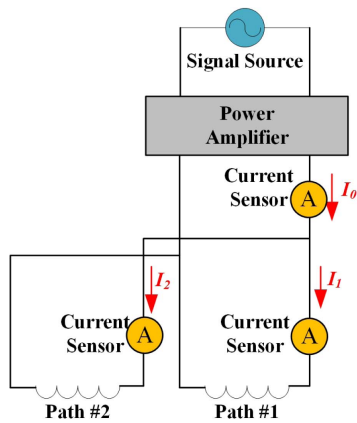 Signal Source
Power
Amplifier
Current
Sensor
A
I0
I2
I1
Current
Sensor
A
Current
Sensor
A
Path #2
Path #1